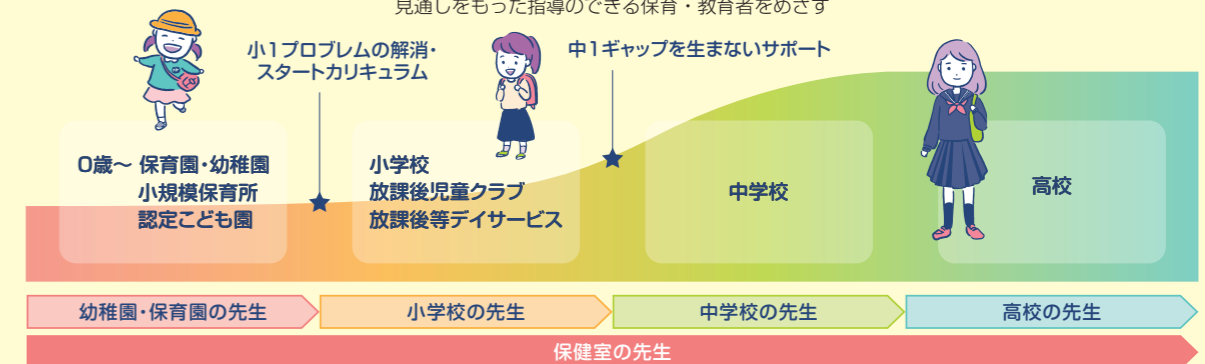 見通しをもった指導のできる保育・教育者をめざす
小1プロブレムの解消・
スタートカリキュラム
中1ギャップを生まないサポート
0歳〜 保育園・幼稚園
小規模保育所
認定こども園
小学校
放課後児童クラブ
放課後等デイサービス
中学校
高校
幼稚園・保育園の先生
小学校の先生
中学校の先生
高校の先生
保健室の先生